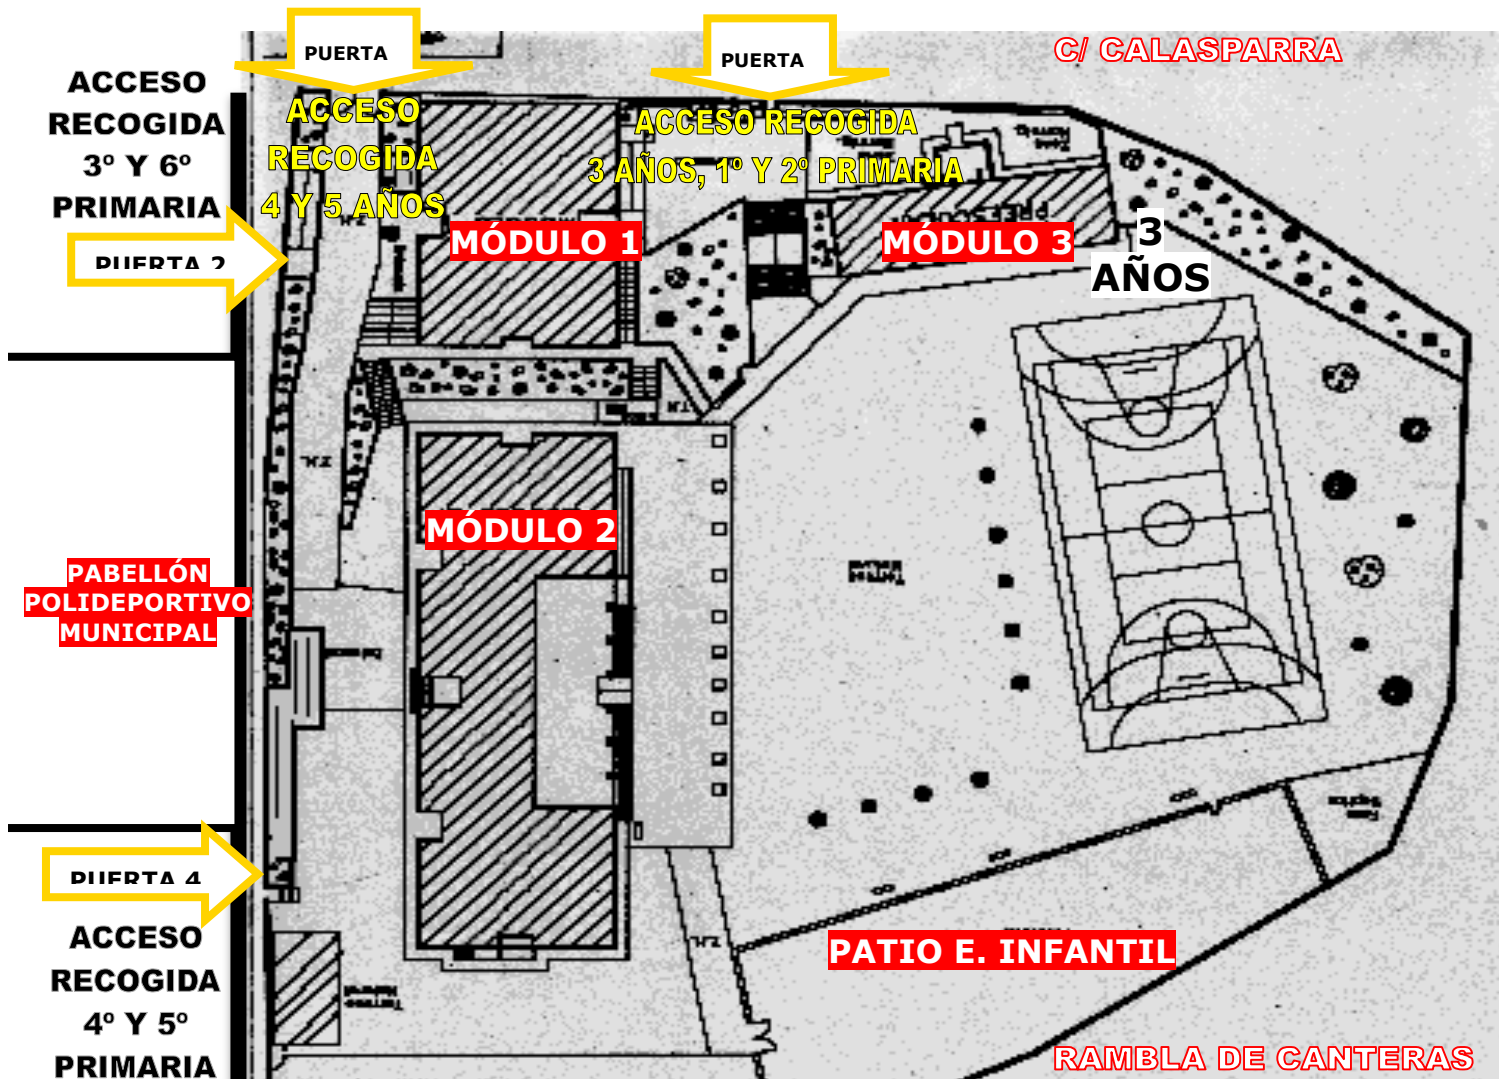 PUERTA
PUERTA
C/ CALASPARRA
ACCESO
RECOGIDA
3º Y 6º
PRIMARIA
ACCESO
RECOGIDA
4 Y 5 AÑOS
ACCESO RECOGIDA
3 AÑOS, 1º Y 2º PRIMARIA
PUERTA 2
MÓDULO 1
MÓDULO 3
3
AÑOS
MÓDULO 2
PABELLÓN
POLIDEPORTIVO
MUNICIPAL
PUERTA 4
ACCESO
RECOGIDA
4º Y 5º
PRIMARIA
PATIO E. INFANTIL
RAMBLA DE CANTERAS